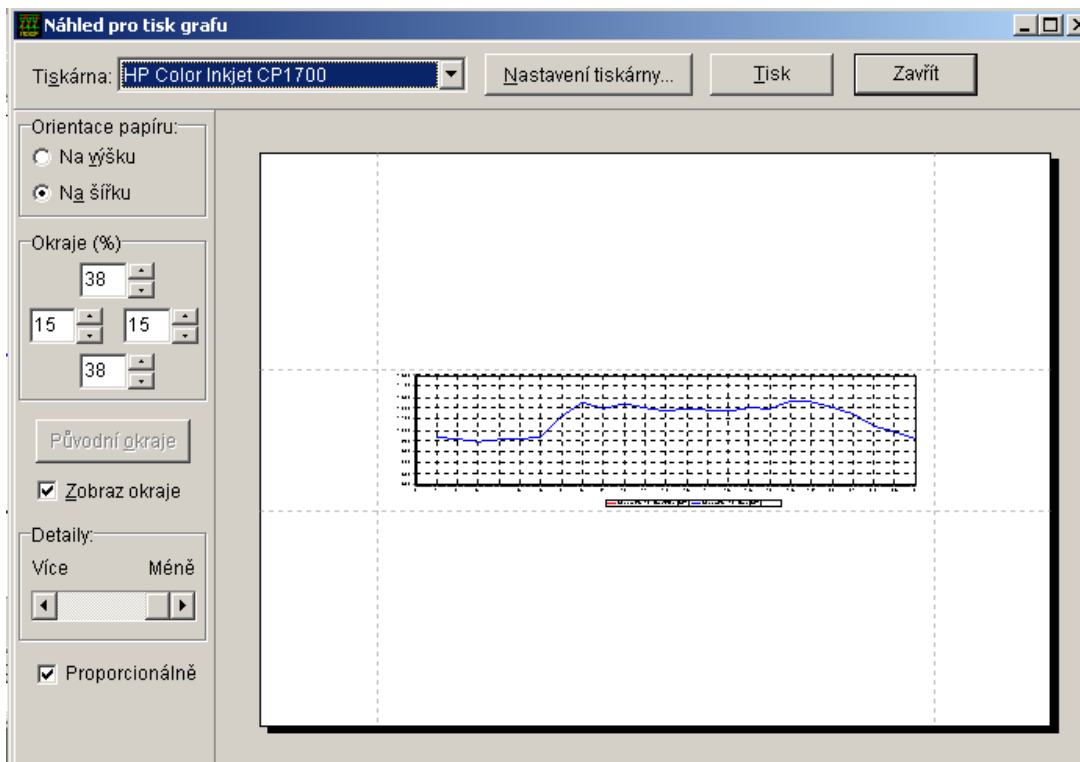 Náhled pro tisk grafu
Tiskárna: HP Color Inkjet CP1700
Nastavení tiskárny...
Tisk
Zavřít
Orientace papíru:
Na výšku
Na šířku
Okraje (%)
38
15 15
38
Původní okraje
Zobraz okraje
Detaily:
Více Méně
Proporcionálně